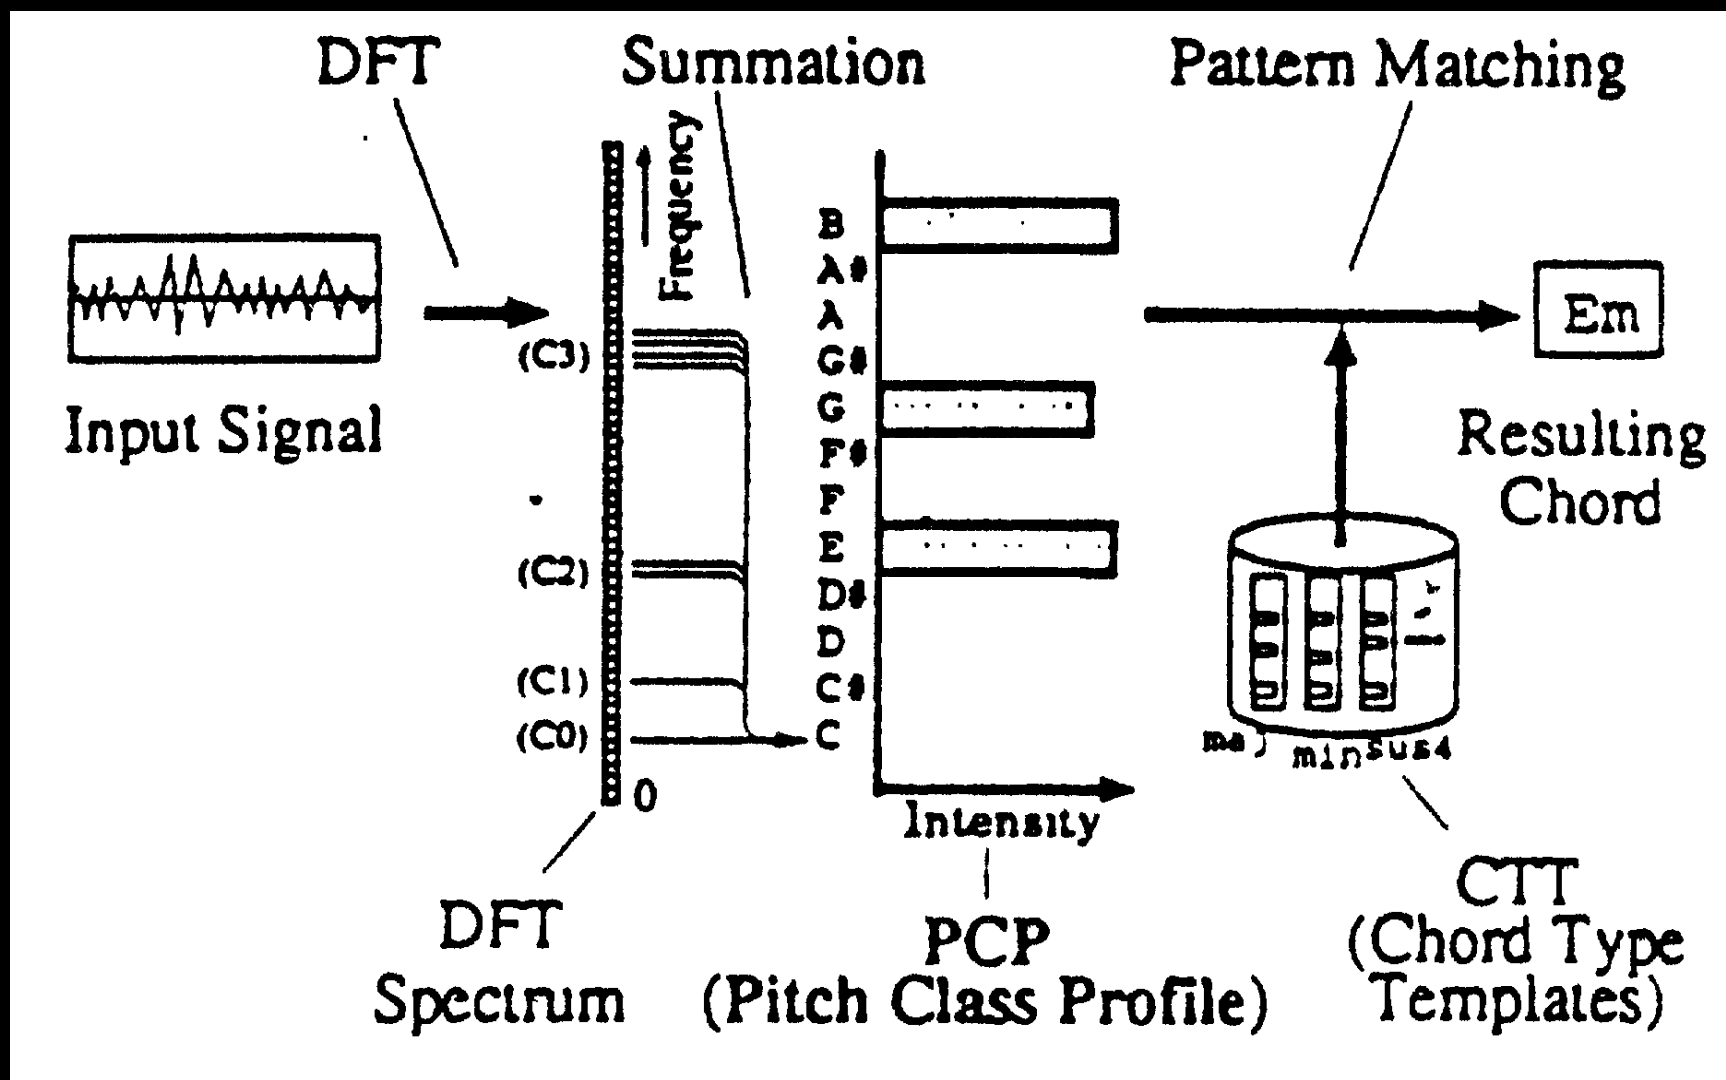 DFT
Summation
Pattern Matching
Frequency
Input Signal
(C3)
(C2)
(C1)
(C0)
0
B
A#
A
G#
G
F#
F
E
D#
D
C#
C
Intensity
Em
Resulting
Chord
maj
min
sus4
DFT
Spectrum
PCP
(Pitch Class Profile)
CTT
(Chord Type
Templates)